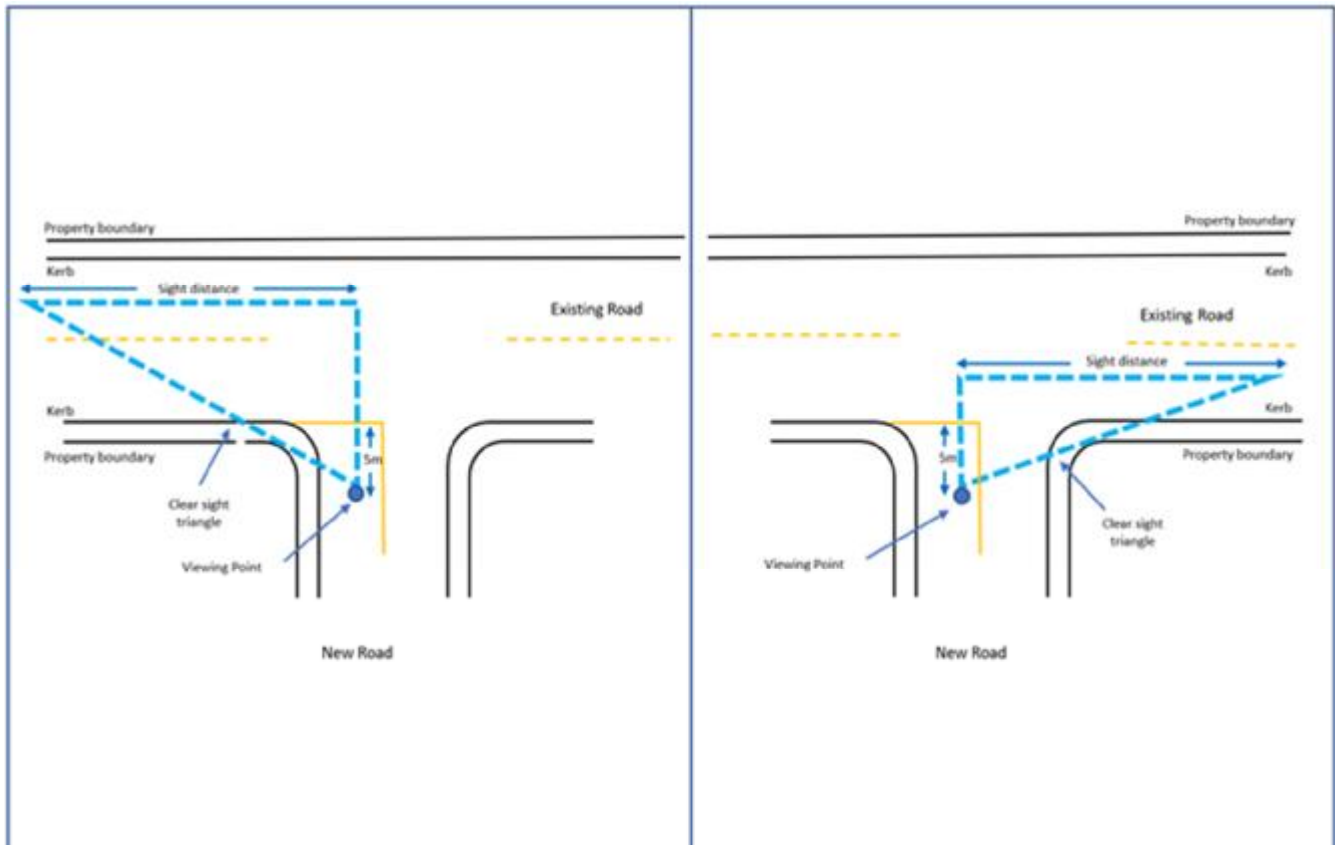 Property boundary
Kerb
Sight distance
Existing Road
Kerb
Property boundary
5m
Clear sight
triangle
Viewing Point
New Road
Property boundary
Kerb
Existing Road
Sight distance
Kerb
Property boundary
5m
Clear sight
triangle
Viewing Point
New Road